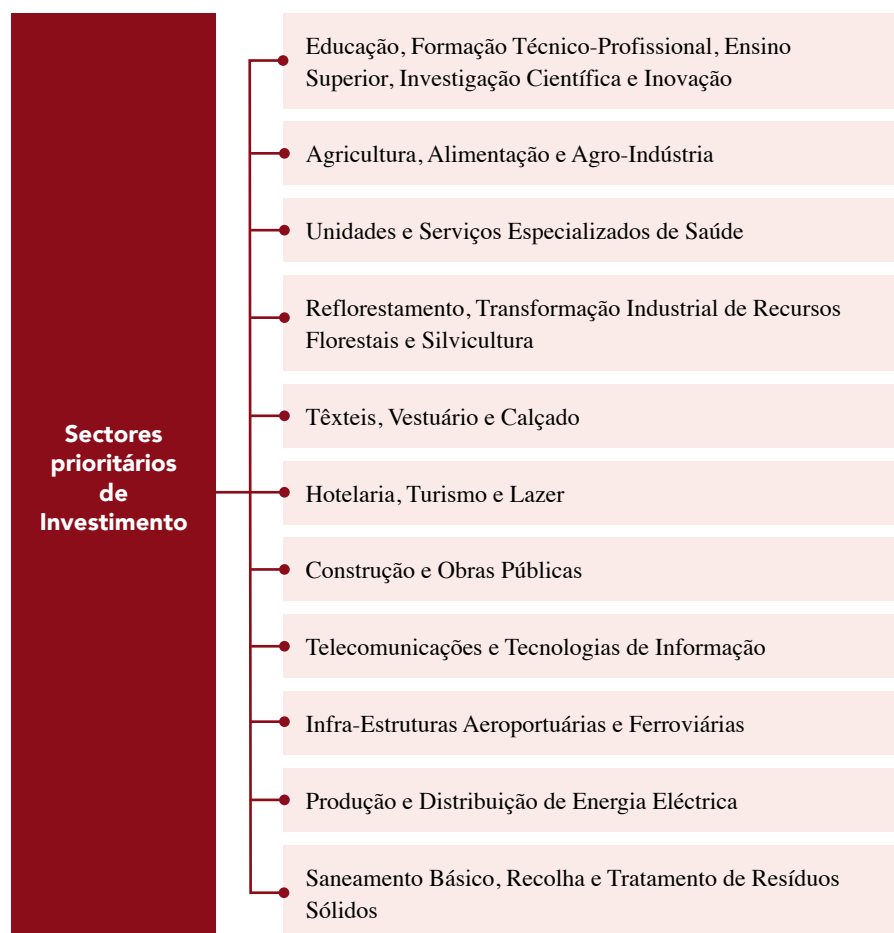 Sectores
prioritários
de
Investimento
Educação, Formação Técnico-Profissional, Ensino
Superior, Investigação Científica e Inovação
Agricultura, Alimentação e Agro-Indústria
Unidades e Serviços Especializados de Saúde
Reflorestamento, Transformação Industrial de Recursos
Florestais e Silvicultura
Têxteis, Vestuário e Calçado
Hotelaria, Turismo e Lazer
Construção e Obras Públicas
Telecomunicações e Tecnologias de Informação
Infra-Estruturas Aeroportuárias e Ferroviárias
Produção e Distribuição de Energia Eléctrica
Saneamento Básico, Recolha e Tratamento de Resíduos
Sólidos